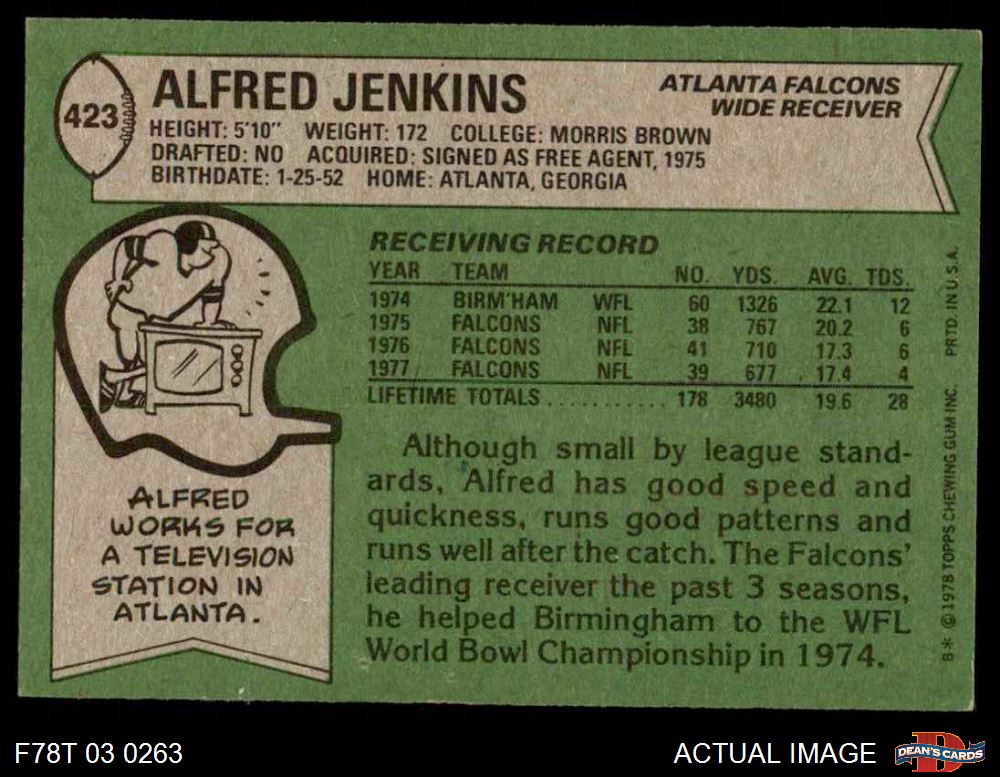 423
ALFRED JENKINS
ATLANTA FALCONS
WIDE RECEIVER
HEIGHT: 5'10" WEIGHT: 172 COLLEGE: MORRIS BROWN
DRAFTED: NO ACQUIRED: SIGNED AS FREE AGENT, 1975
BIRTHDATE: 1-25-52 HOME: ATLANTA, GEORGIA
RECEIVING RECORD
YEAR TEAM NO. YDS. AVG. TDS.
1974 BIRM'HAM WFL 60 1326 22.1 12
1975 FALCONS NFL 38 767 20.2 6
1976 FALCONS NFL 41 710 17.3 6
1977 FALCONS NFL 39 677 17.4 4
LIFETIME TOTALS........... 178 3480 19.6 28
Although small by league stand-
ards, Alfred has good speed and
quickness, runs good patterns and
runs well after the catch. The Falcons'
leading receiver the past 3 seasons,
he helped Birmingham to the WFL
World Bowl Championship in 1974.
ALFRED
WORKS FOR
A TELEVISION
STATION IN
ATLANTA.
B* © 1978 TOPPS CHEWING GUM INC. PRTD. IN U.S.A.
F78T 03 0263
ACTUAL IMAGE
D
DEAN'S CARDS